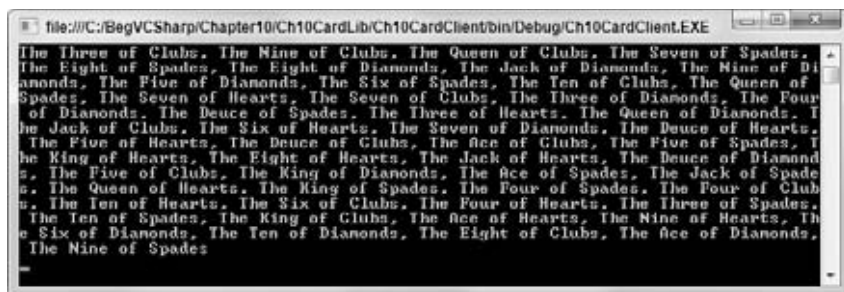 file:///C:/BegVCSharp/Chapter10/Ch10CardLib/Ch10CardClient/bin/Debug/Ch10CardClient.EXE
The Three of Clubs, The Nine of Clubs, The Queen of Clubs, The Seven of Spades,
The Eight of Spades, The Eight of Diamonds, The Jack of Diamonds, The Nine of Di
amonds, The Five of Diamonds, The Six of Spades, The Ten of Clubs, The Queen of
Spades, The Seven of Hearts, The Seven of Clubs, The Three of Diamonds, The Four
of Diamonds, The Deuce of Spades, The Three of Hearts, The Queen of Diamonds, T
he Jack of Clubs, The Six of Hearts, The Seven of Diamonds, The Deuce of Hearts,
The Five of Hearts, The Deuce of Clubs, The Ace of Clubs, The Five of Spades, T
he King of Hearts, The Eight of Hearts, The Jack of Hearts, The Deuce of Diamond
s, The Five of Clubs, The King of Diamonds, The Ace of Spades, The Jack of Spade
s, The Queen of Hearts, The King of Spades, The Four of Spades, The Four of Club
s, The Ten of Hearts, The Six of Clubs, The Four of Hearts, The Three of Spades,
The Ten of Spades, The King of Clubs, The Ace of Hearts, The Nine of Hearts, Th
e Six of Diamonds, The Ten of Diamonds, The Eight of Clubs, The Ace of Diamonds,
The Nine of Spades